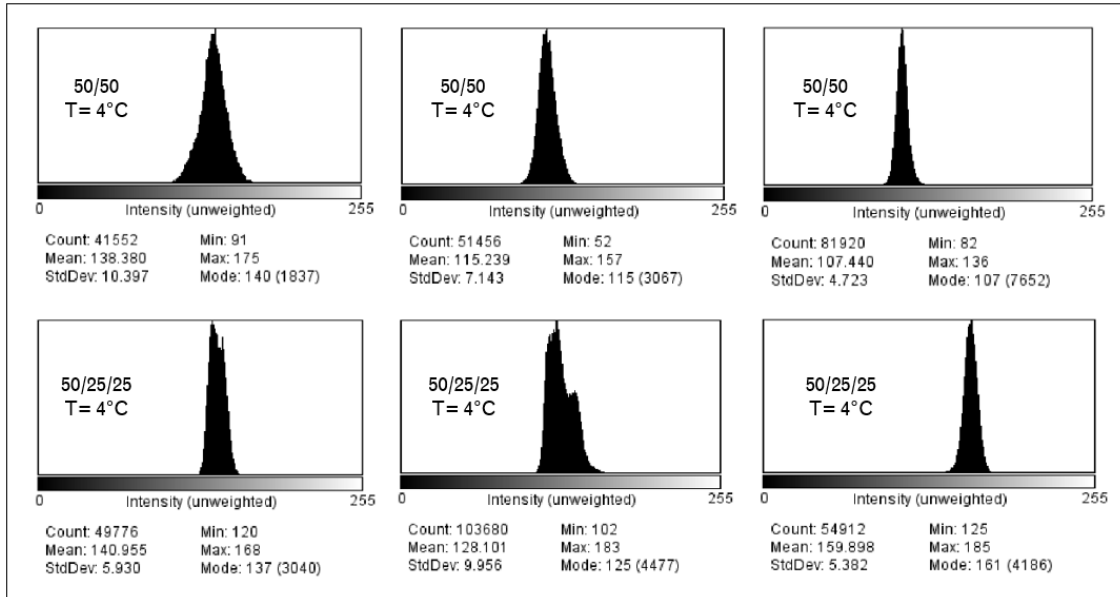 50/50
T= 4°C
0 Intensity (unweighted) 255
Count: 41552 Min: 91
Mean: 138.380 Max: 175
StdDev: 10.397 Mode: 140 (1837)
50/50
T= 4°C
0 Intensity (unweighted) 255
Count: 51456 Min: 52
Mean: 115.239 Max: 157
StdDev: 7.143 Mode: 115 (3067)
50/50
T= 4°C
0 Intensity (unweighted) 255
Count: 81920 Min: 82
Mean: 107.440 Max: 136
StdDev: 4.723 Mode: 107 (7652)
50/25/25
T= 4°C
0 Intensity (unweighted) 255
Count: 49776 Min: 120
Mean: 140.955 Max: 168
StdDev: 5.930 Mode: 137 (3040)
50/25/25
T= 4°C
0 Intensity (unweighted) 255
Count: 103680 Min: 102
Mean: 128.101 Max: 183
StdDev: 9.956 Mode: 125 (4477)
50/25/25
T= 4°C
0 Intensity (unweighted) 255
Count: 54912 Min: 125
Mean: 159.898 Max: 185
StdDev: 5.382 Mode: 161 (4186)